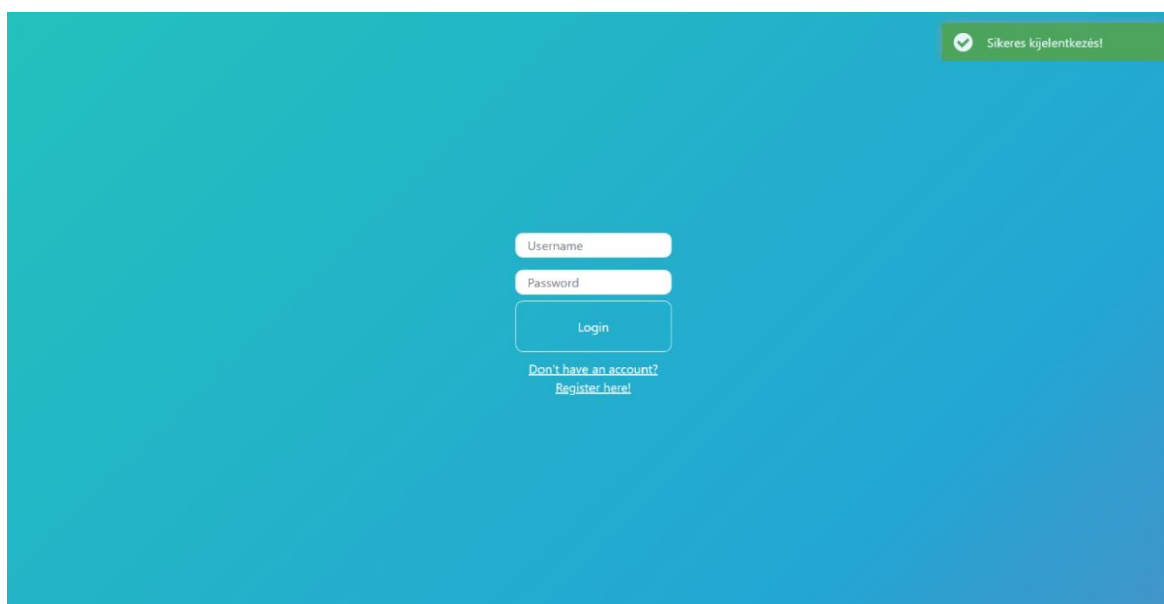 Sikeres kijelentkezés!
Username
Password
Login
Don't have an account?
Register here!